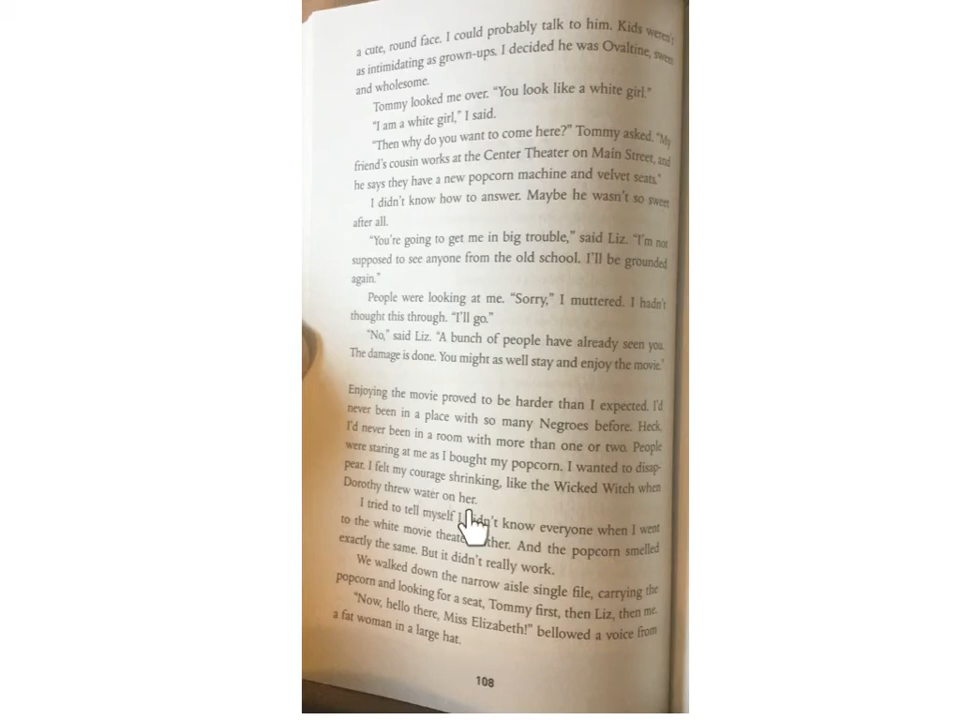 a cute, round face. I could probably talk to him. Kids weren't
as intimidating as grown-ups. I decided he was Ovaltine, sweet
and wholesome.
Tommy looked me over. “You look like a white girl.”
“I am a white girl,” I said.
“Then why do you want to come here?” Tommy asked. “My
friend's cousin works at the Center Theater on Main Street, and
he says they have a new popcorn machine and velvet seats.”
I didn't know how to answer. Maybe he wasn't so sweet
after all.
“You're going to get me in big trouble,” said Liz. “I'm not
supposed to see anyone from the old school. I'll be grounded
again.”
People were looking at me. “Sorry,” I muttered. I hadn't
thought this through. “I'll go.”
“No,” said Liz. “A bunch of people have already seen you.
The damage is done. You might as well stay and enjoy the movie.”
Enjoying the movie proved to be harder than I expected. I'd
never been in a place with so many Negroes before. Heck,
I'd never been in a room with more than one or two. People
were staring at me as I bought my popcorn. I wanted to disap-
pear. I felt my courage shrinking, like the Wicked Witch when
Dorothy threw water on her.
I tried to tell myself I didn't know everyone when I went
to the white movie theater either. And the popcorn smelled
exactly the same. But it didn't really work.
We walked down the narrow aisle single file, carrying the
popcorn and looking for a seat, Tommy first, then Liz, then me.
“Now, hello there, Miss Elizabeth!” bellowed a voice from
a fat woman in a large hat.
108